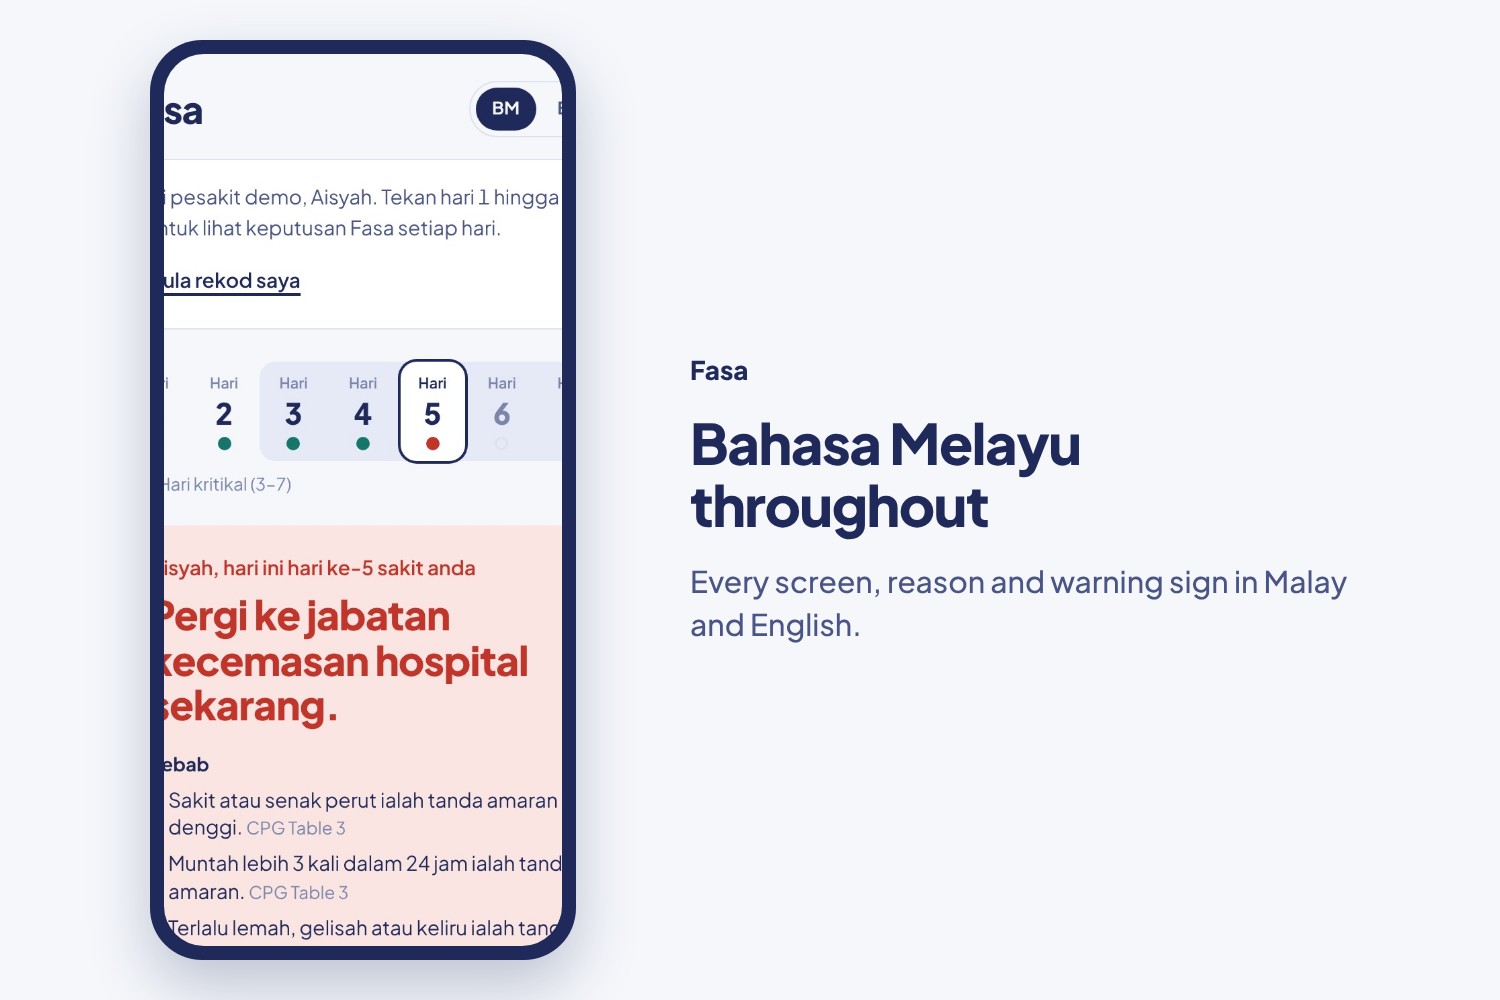 sa
BM
pesakit demo, Aisyah. Tekan hari 1 hingga
ntuk lihat keputusan Fasa setiap hari.
ula rekod saya
Hari Hari Hari Hari Hari
2 3 4 5 6
Hari kritikal (3–7)
isyah, hari ini hari ke-5 sakit anda
Pergi ke jabatan
kecemasan hospital
sekarang.
ebab
Sakit atau senak perut ialah tanda amaran
denggi. CPG Table 3
Muntah lebih 3 kali dalam 24 jam ialah tand
amaran. CPG Table 3
Terlalu lemah, gelisah atau keliru ialah tand
Fasa
Bahasa Melayu
throughout
Every screen, reason and warning sign in Malay
and English.